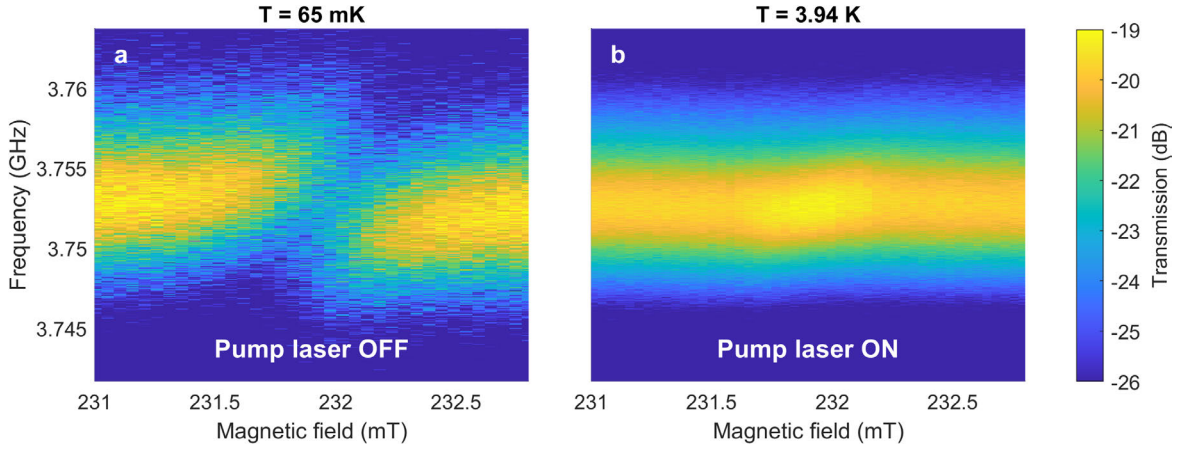 T = 65 mK
T = 3.94 K
a
b
Frequency (GHz)
3.76
3.755
3.75
3.745
Pump laser OFF
Pump laser ON
231
231.5
232
232.5
231
231.5
232
232.5
Magnetic field (mT)
Magnetic field (mT)
-19
-20
-21
-22
-23
-24
-25
-26
Transmission (dB)